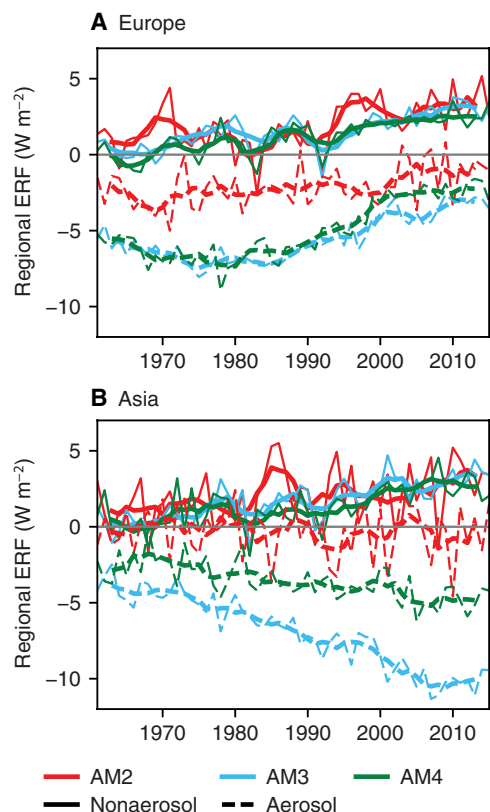 A Europe
Regional ERF (W m⁻²)
5
0
−5
−10
1970 1980 1990 2000 2010
B Asia
Regional ERF (W m⁻²)
5
0
−5
−10
1970 1980 1990 2000 2010
AM2 AM3 AM4
Nonaerosol Aerosol